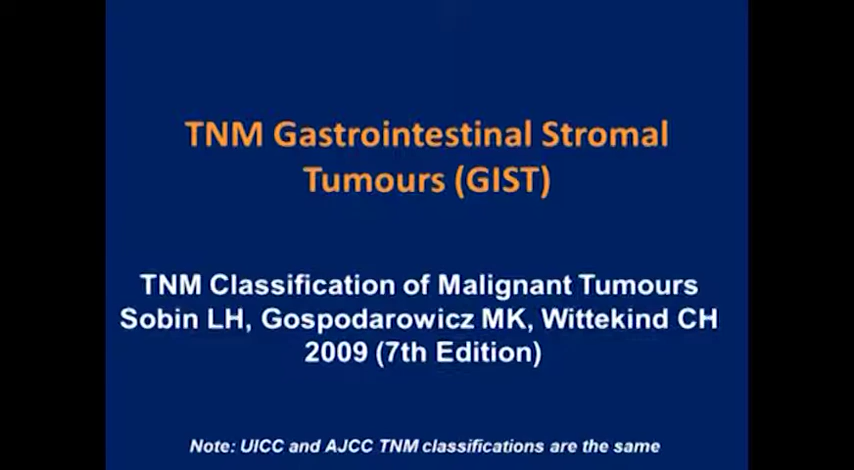 TNM Gastrointestinal Stromal
Tumours (GIST)
TNM Classification of Malignant Tumours
Sobin LH, Gospodarowicz MK, Wittekind CH
2009 (7th Edition)
Note: UICC and AJCC TNM classifications are the same